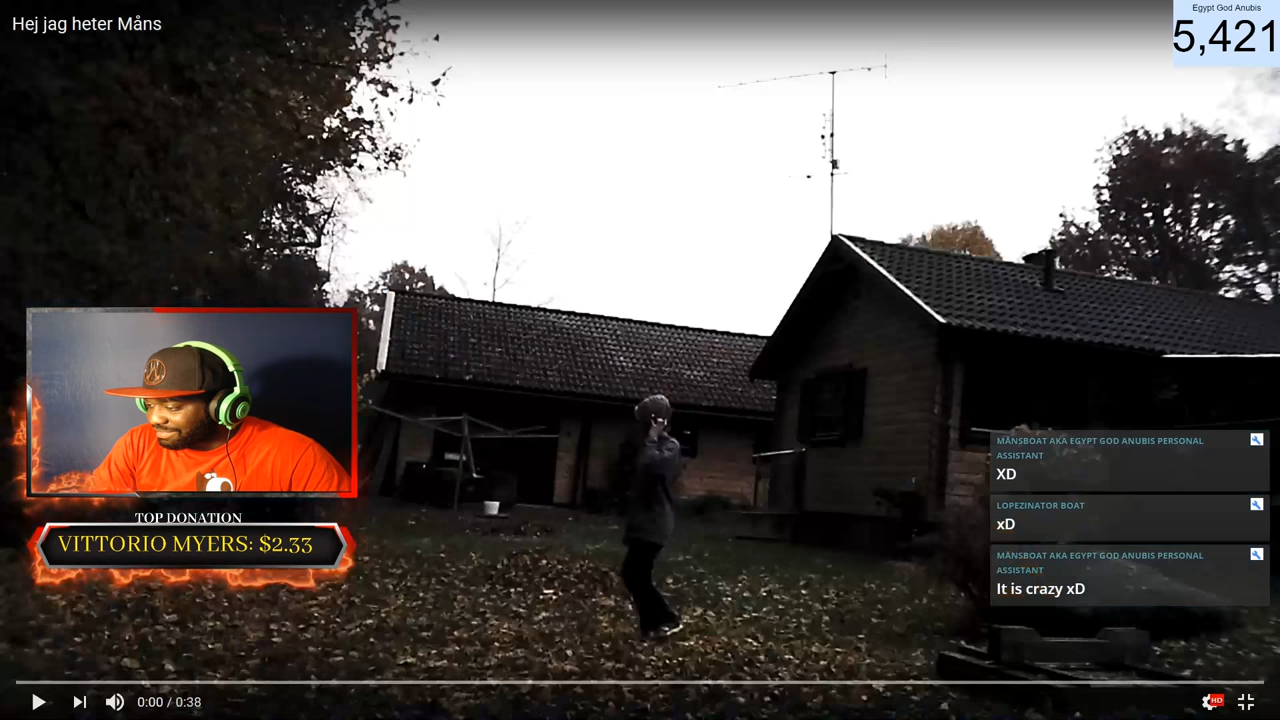 Hej jag heter Måns
Egypt God Anubis
5,421
TOP DONATION
VITTORIO MYERS: $2.33
MÅNSBOAT AKA EGYPT GOD ANUBIS PERSONAL
ASSISTANT
XD
LOPEZINATOR BOAT
xD
MÅNSBOAT AKA EGYPT GOD ANUBIS PERSONAL
ASSISTANT
It is crazy xD
0:00 / 0:38
HD